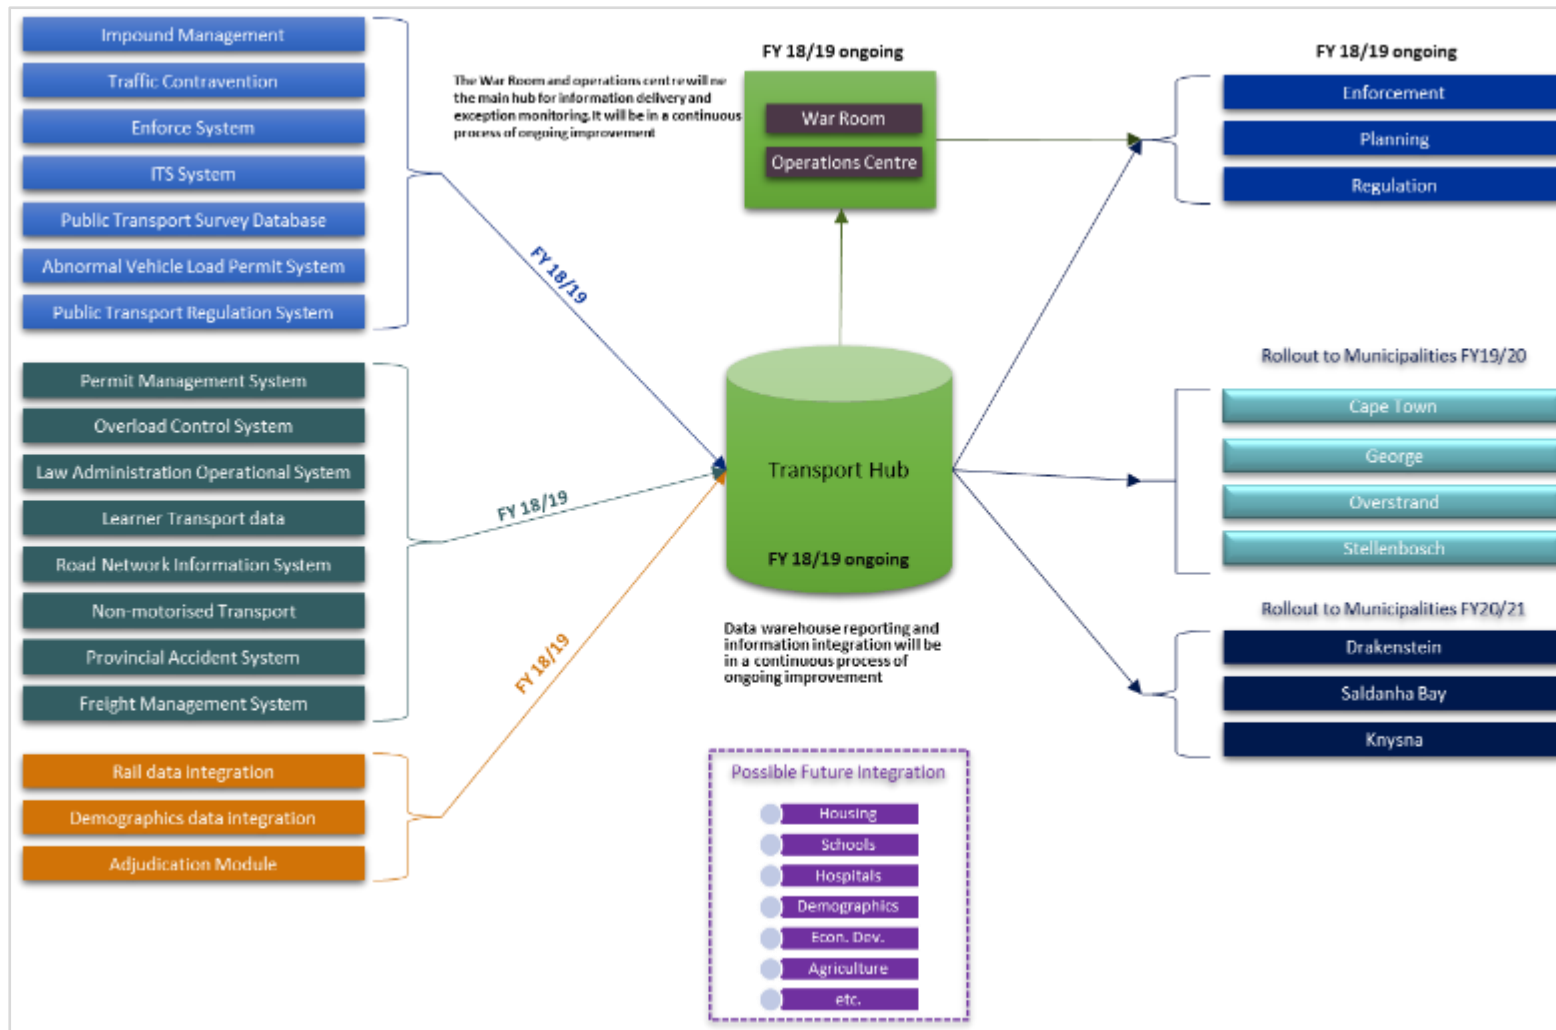 Impound Management
Traffic Contravention
Enforce System
ITS System
Public Transport Survey Database
Abnormal Vehicle Load Permit System
Public Transport Regulation System
Permit Management System
Overload Control System
Law Administration Operational System
Learner Transport data
Road Network Information System
Non-motorised Transport
Provincial Accident System
Freight Management System
Rail data integration
Demographics data integration
Adjudication Module
FY 18/19
FY 18/19
FY 18/19
The War Room and operations centre will ne
the main hub for information delivery and
exception monitoring. It will be in a continuous
process of ongoing improvement
FY 18/19 ongoing
War Room
Operations Centre
Transport Hub
FY 18/19 ongoing
Data warehouse reporting and
information integration will be
in a continuous process of
ongoing improvement
Possible Future Integration
Housing
Schools
Hospitals
Demographics
Econ. Dev.
Agriculture
etc.
FY 18/19 ongoing
Enforcement
Planning
Regulation
Rollout to Municipalities FY19/20
Cape Town
George
Overstrand
Stellenbosch
Rollout to Municipalities FY20/21
Drakenstein
Saldanha Bay
Knysna